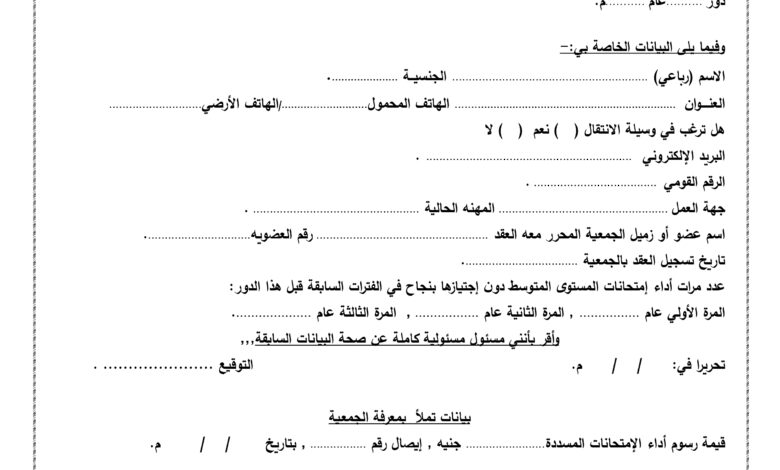 دور ..........عام ..........م.
وفيما يلى البيانات الخاصة بي:-
الاسم (رباعي) ........................................................... الجنسية .................... .
العنــوان ................................................................... الهاتف المحمول........................../الهاتف الأرضي............................
هل ترغب في وسيلة الانتقال (   ) نعم (   ) لا
البريد الإلكتروني .............................................................. .
الرقم القومي ..................................... .
جهة العمل ................................................... المهنه الحالية .................................................. .
اسم عضو أو زميل الجمعية المحرر معه العقد .................................................... رقم العضويه...............................
تاريخ تسجيل العقد بالجمعية ..................................
عدد مرات أداء إمتحانات المستوى المتوسط دون إجتيازها بنجاح في الفترات السابقة قبل هذا الدور:
المرة الأولي عام .................. , المرة الثانية عام ................... , المرة الثالثة عام .......................
وأقر بأنني مسئول مسئولية كاملة عن صحة البيانات السابقة,,,
تحريرا في:    /    /    م.    التوقيع ...................... .
بيانات تملأ بمعرفة الجمعية
قيمة رسوم أداء الإمتحانات المسددة........................ جنيه , إيصال رقم ................. , بتاريخ    /    /    م.